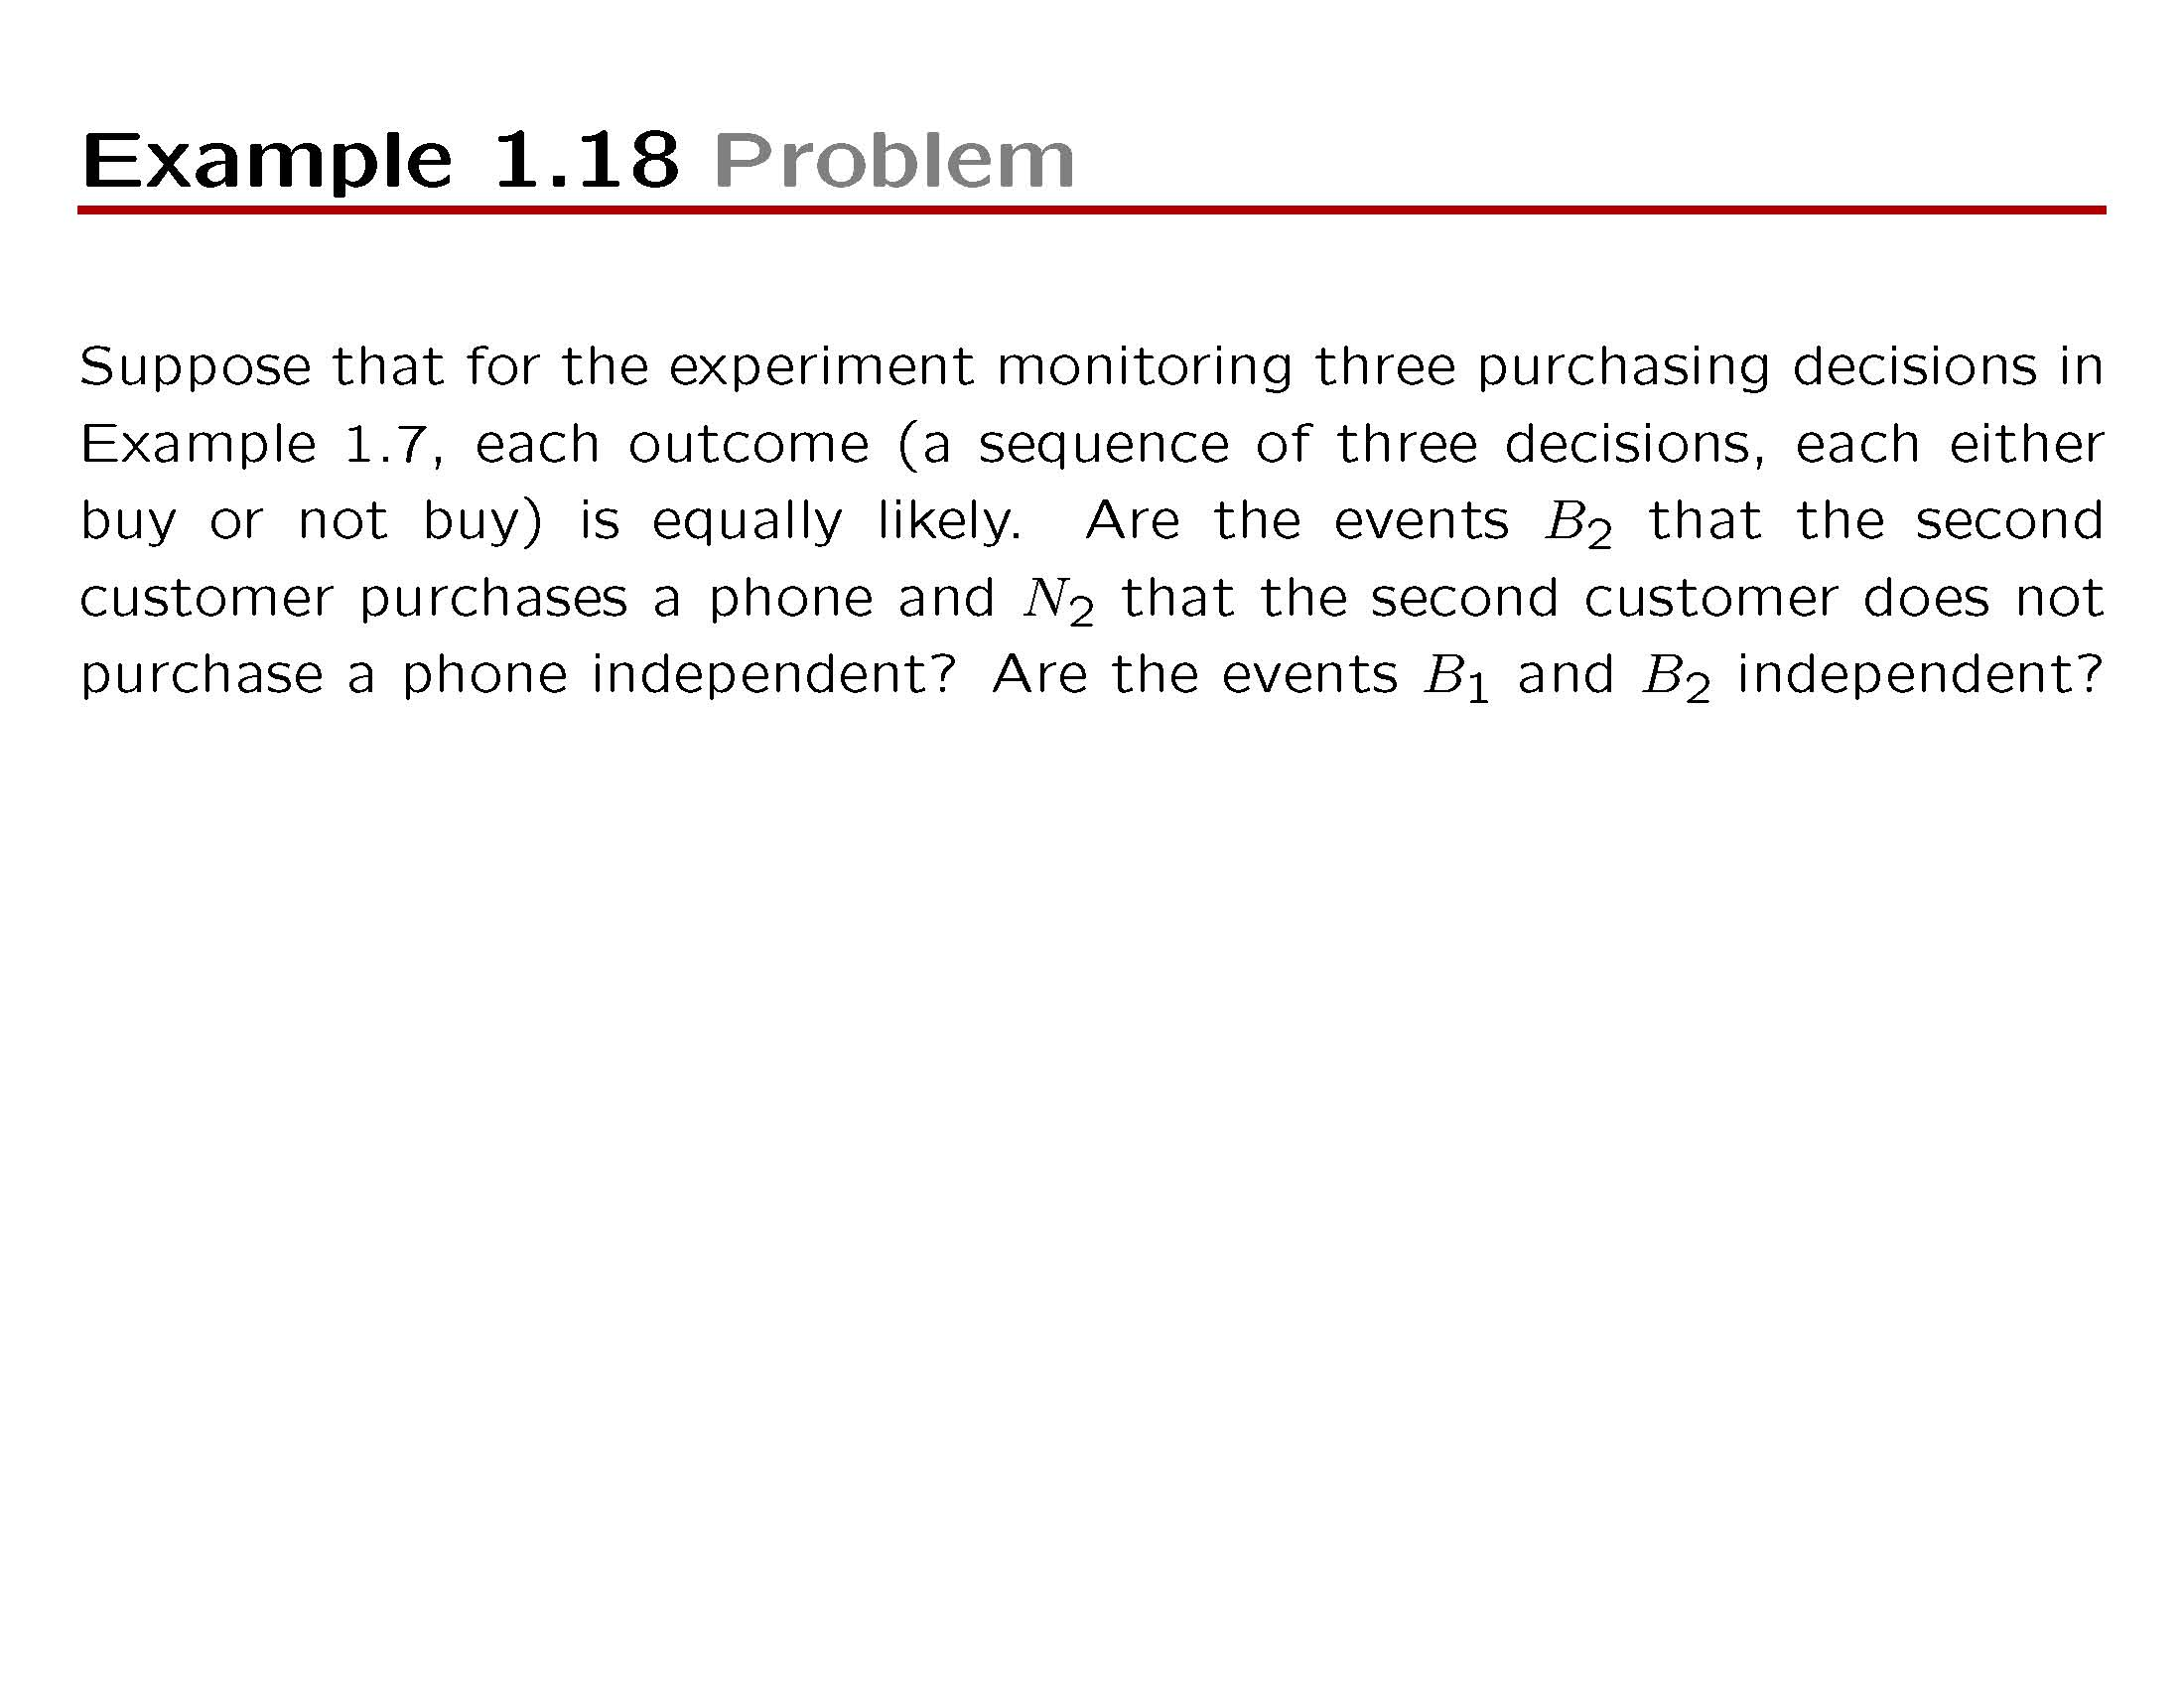 Example 1.18 Problem
Suppose that for the experiment monitoring three purchasing decisions in
Example 1.7, each outcome (a sequence of three decisions, each either
buy or not buy) is equally likely. Are the events B₂ that the second
customer purchases a phone and N₂ that the second customer does not
purchase a phone independent? Are the events B₁ and B₂ independent?